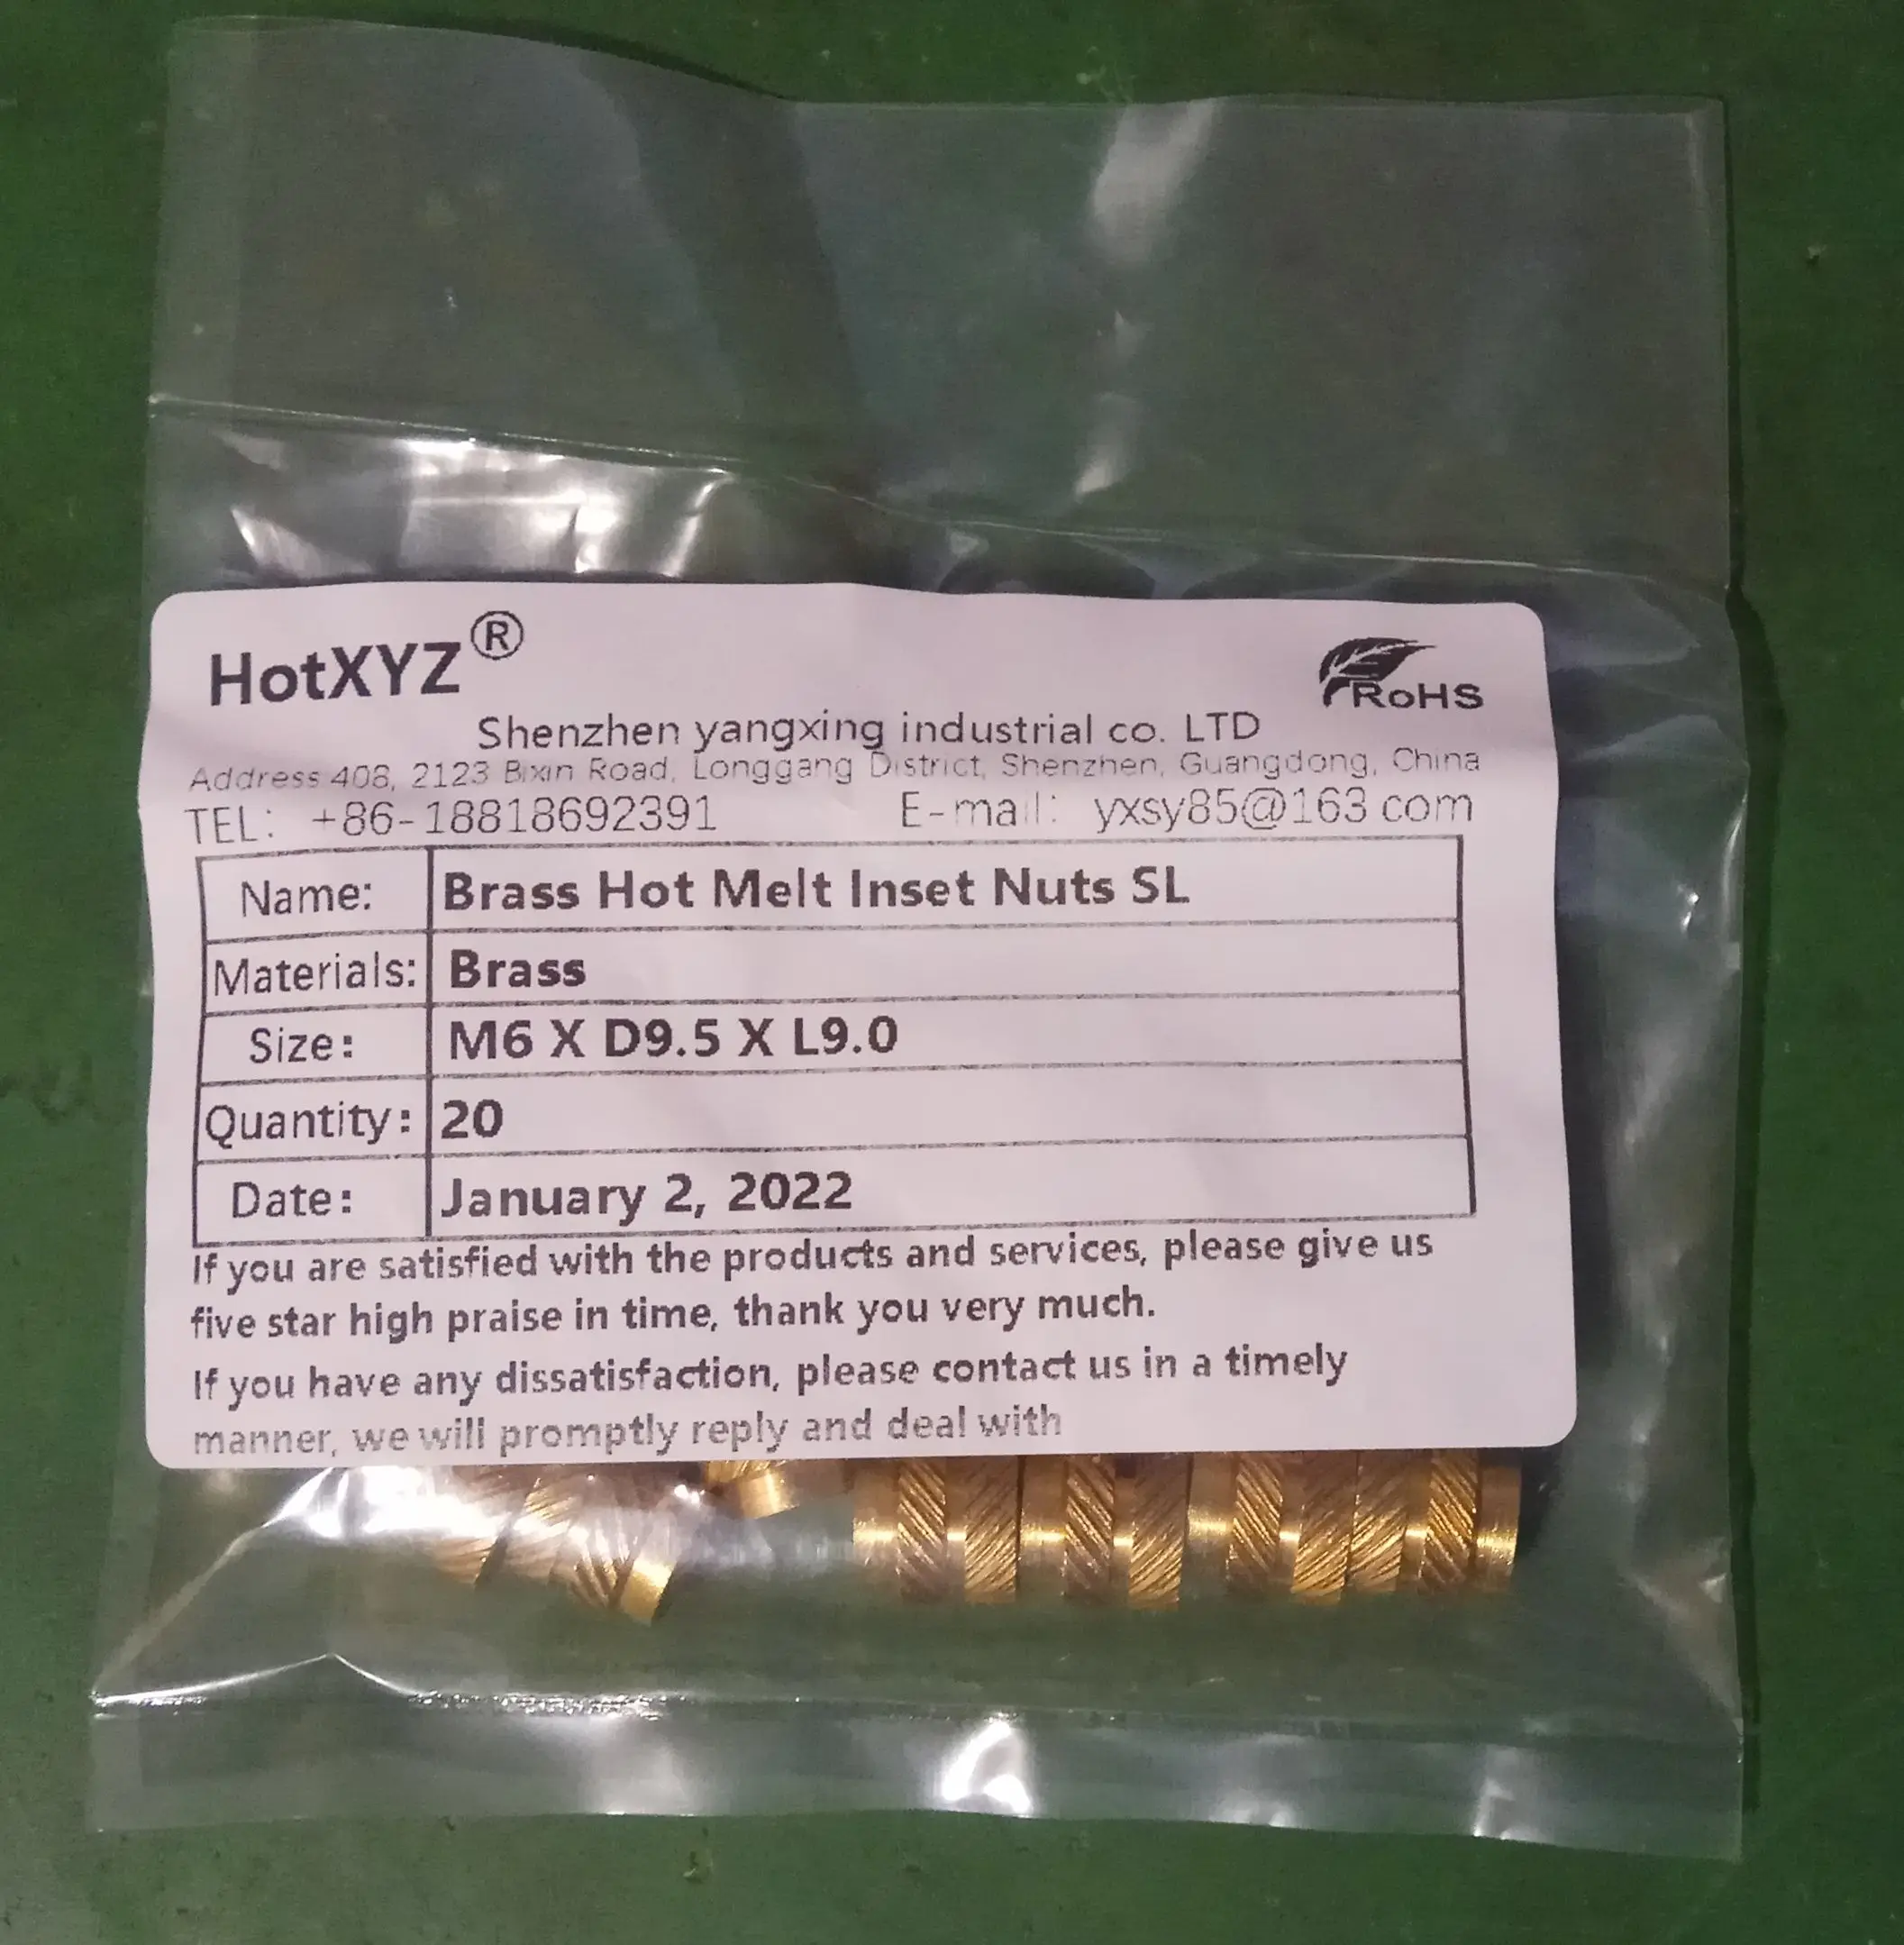 HotXYZ®
RoHS
Shenzhen yangxing industrial co. LTD
Address 408, 2123 Bixin Road, Longgang District, Shenzhen, Guangdong, China
TEL: +86-18818692391 E-mail: yxsy85@163.com
Name: Brass Hot Melt Inset Nuts SL
Materials: Brass
Size: M6 X D9.5 X L9.0
Quantity: 20
Date: January 2, 2022
If you are satisfied with the products and services, please give us
five star high praise in time, thank you very much.
If you have any dissatisfaction, please contact us in a timely
manner, we will promptly reply and deal with